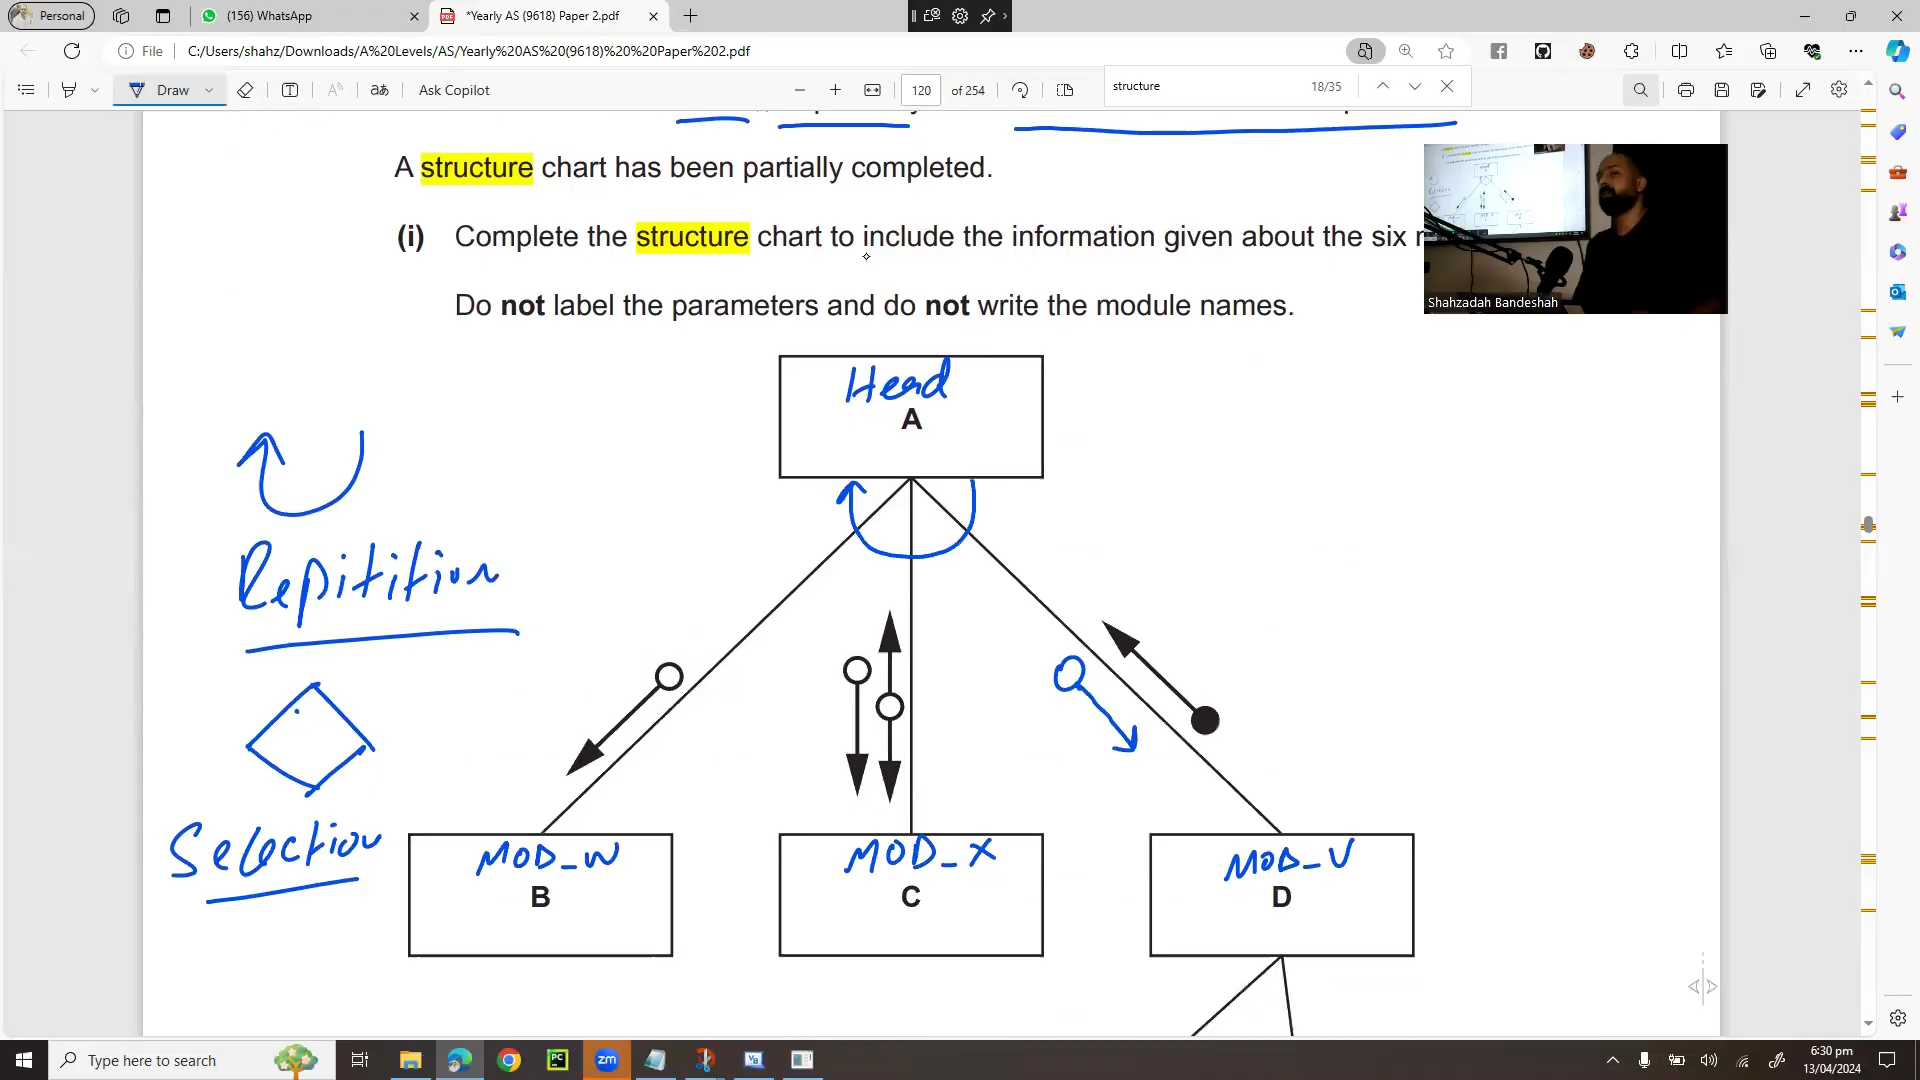 Personal
(156) WhatsApp
*Yearly AS (9618) Paper 2.pdf
File
C:/Users/shahz/Downloads/A%20Levels/AS/Yearly%20AS%20(9618)%20%20Paper%202.pdf
Draw
Ask Copilot
120
of 254
structure
18/35
A structure chart has been partially completed.
(i) Complete the structure chart to include the information given about the six
Do not label the parameters and do not write the module names.
Shahzadah Bandeshah
Head
A
Repitition
Selection
MOD_W
B
MOD_X
C
MOD_V
D
Type here to search
6:30 pm
13/04/2024